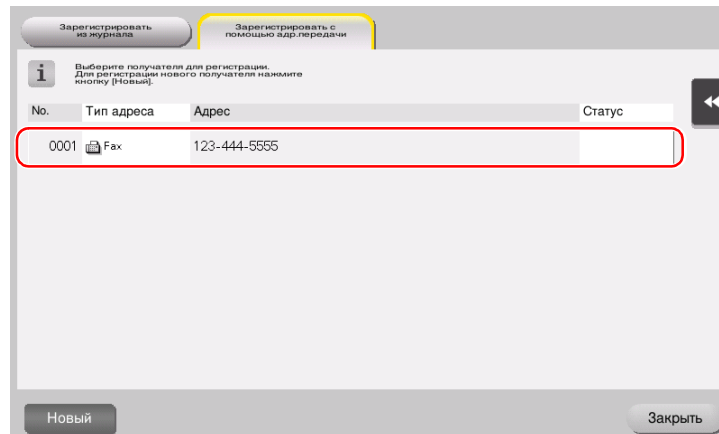 Зарегистрировать
из журнала
Зарегистрировать с
помощью адр.передачи
i
Выберите получателя для регистрации.
Для регистрации нового получателя нажмите
кнопку [Новый].
No. Тип адреса Адрес Статус
0001 Fax 123-444-5555
Новый Закрыть